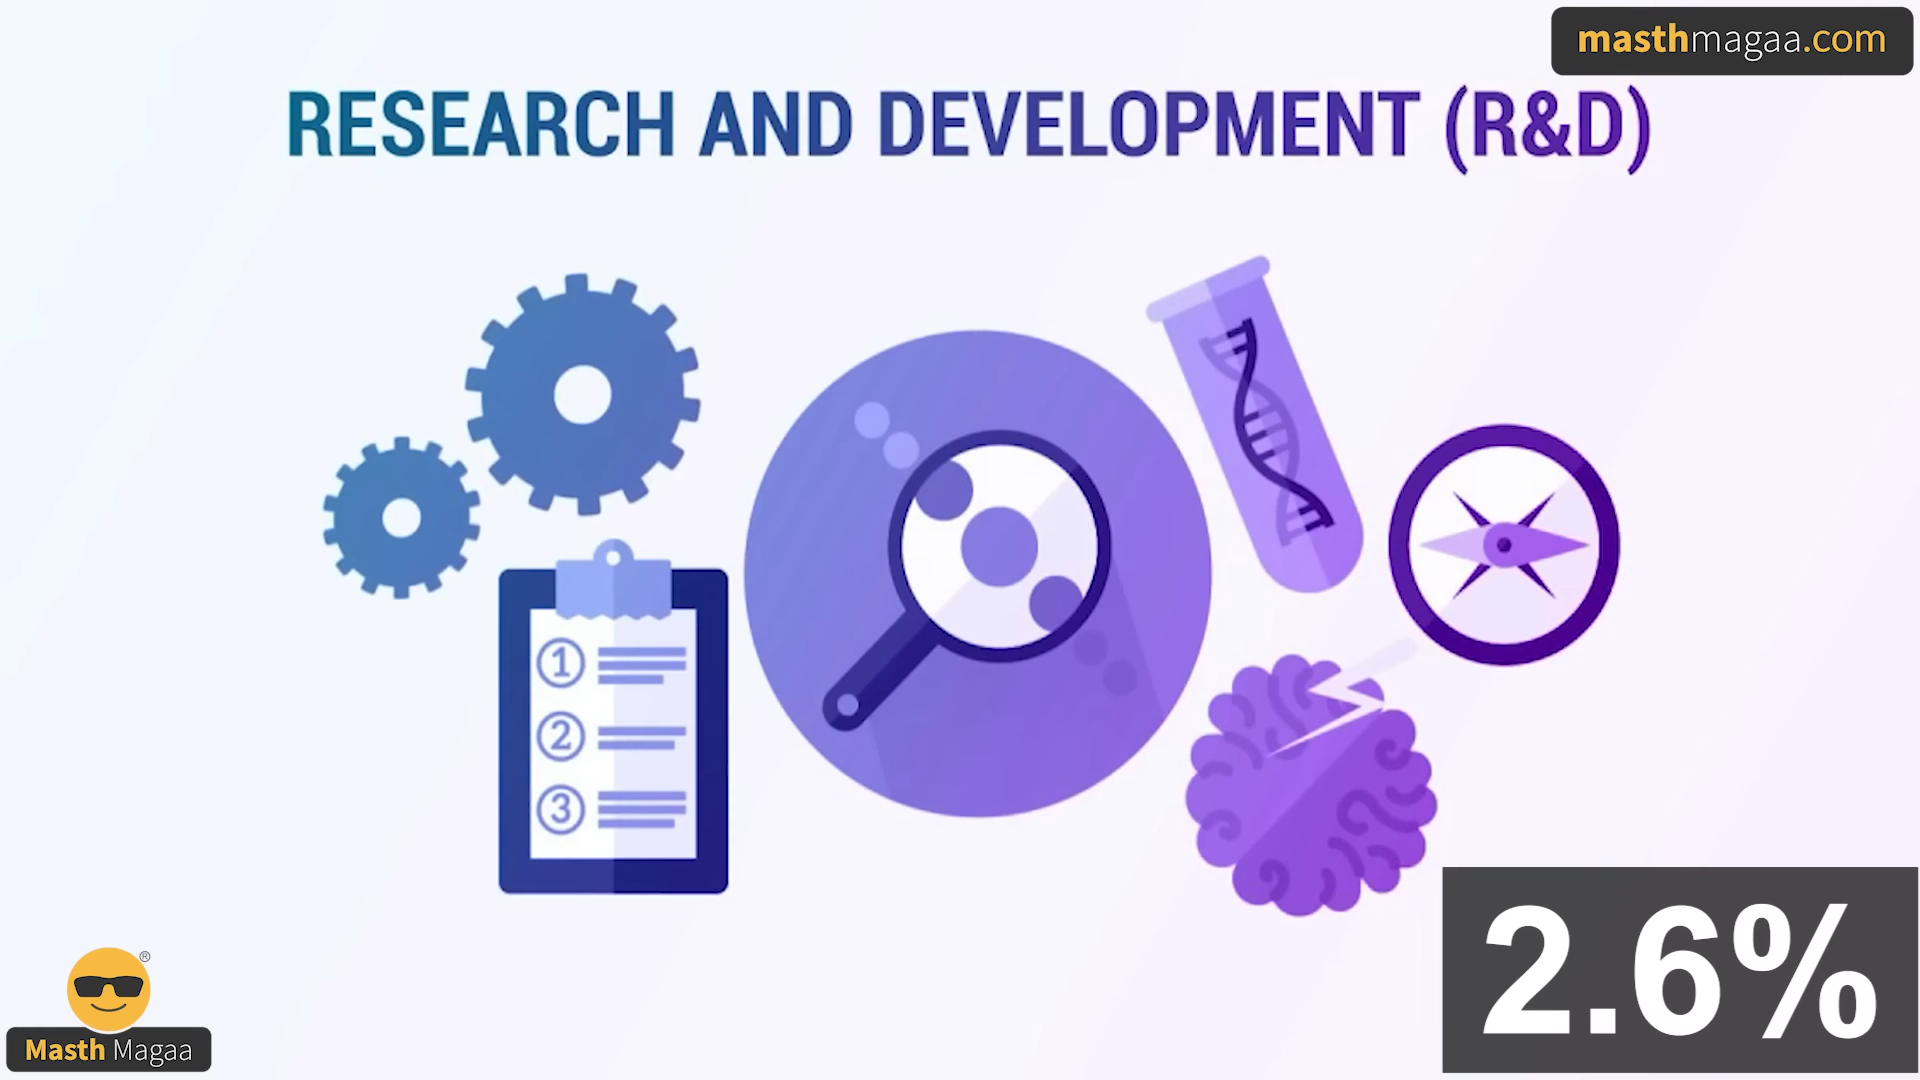 masthmagaa.com
RESEARCH AND DEVELOPMENT (R&D)
1
2
3
2.6%
®
Masth Magaa